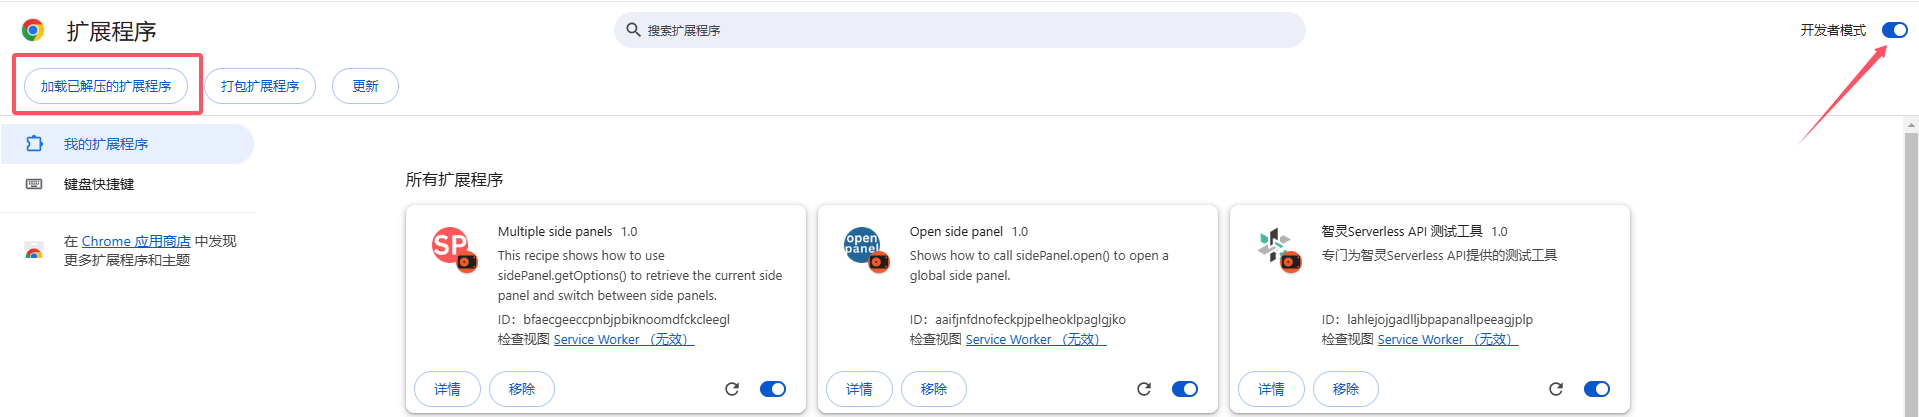 扩展程序
搜索扩展程序
开发者模式
加载已解压的扩展程序
打包扩展程序
更新
我的扩展程序
键盘快捷键
在 Chrome 应用商店 中发现
更多扩展程序和主题
所有扩展程序
SP
Multiple side panels 1.0
This recipe shows how to use
sidePanel.getOptions() to retrieve the current side
panel and switch between side panels.
ID：bfaecgeeccpnbjpbiknoomdfckcleegl
检查视图 Service Worker （无效）
详情
移除
open
panel
Open side panel 1.0
Shows how to call sidePanel.open() to open a
global side panel.
ID：aaifjnfdnofeckpjpelheoklpaglgjko
检查视图 Service Worker （无效）
详情
移除
智灵Serverless API 测试工具 1.0
专门为智灵Serverless API提供的测试工具
ID：lahlejojgadlljbpapanallpeeagjplp
检查视图 Service Worker （无效）
详情
移除